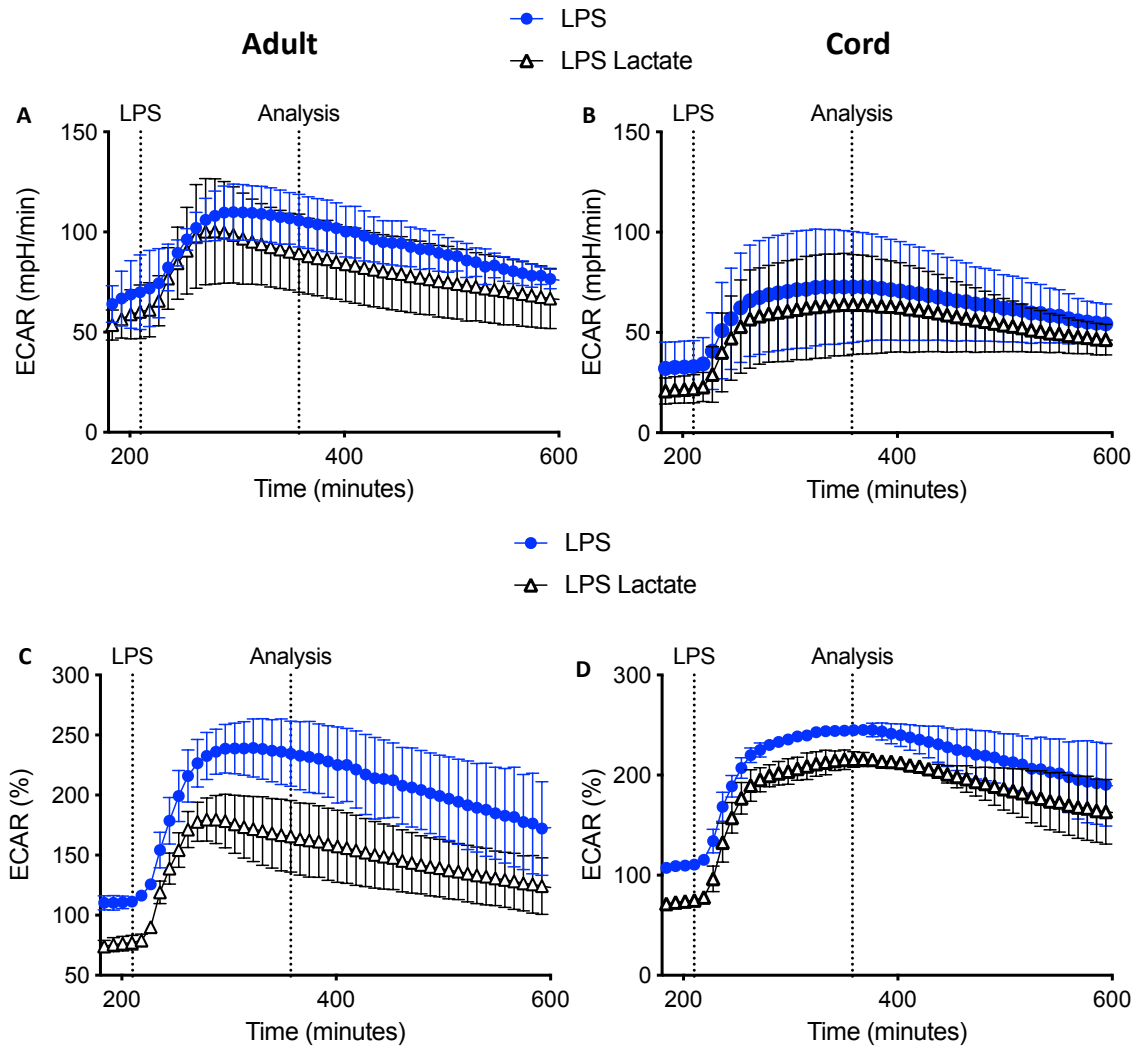 LPS
LPS Lactate
Adult
Cord
A
LPS
Analysis
150
100
50
0
ECAR (mpH/min)
200
400
600
Time (minutes)
B
LPS
Analysis
150
100
50
0
ECAR (mpH/min)
200
400
600
Time (minutes)
LPS
LPS Lactate
C
LPS
Analysis
300
250
200
150
100
50
ECAR (%)
200
400
600
Time (minutes)
D
LPS
Analysis
300
200
100
0
ECAR (%)
200
400
600
Time (minutes)